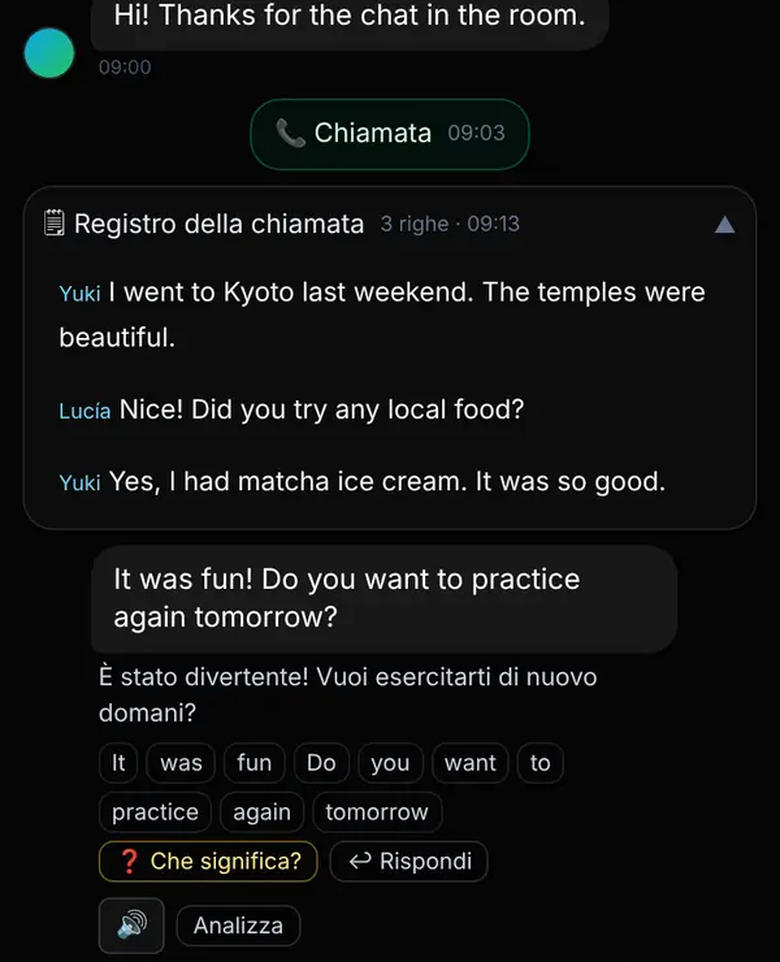 Hi! Thanks for the chat in the room.
09:00
Chiamata 09:03
Registro della chiamata 3 righe · 09:13
Yuki I went to Kyoto last weekend. The temples were
beautiful.
Lucía Nice! Did you try any local food?
Yuki Yes, I had matcha ice cream. It was so good.
It was fun! Do you want to practice
again tomorrow?
È stato divertente! Vuoi esercitarti di nuovo
domani?
It was fun Do you want to
practice again tomorrow
❓ Che significa? ↩ Rispondi
Analizza